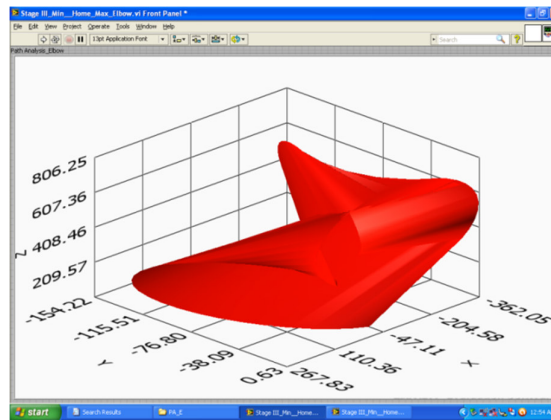 Stage III_Min__Home_Max_Elbow.vi Front Panel *
File Edit View Project Operate Tools Window Help
13pt Application Font
Search
Path Analysis_Elbow
806.25
607.36
408.46
209.57
Z
-154.22
-115.51
-76.80
-38.09
0.63
Y
267.83
110.36
-47.11
-204.58
-362.05
X
start
Search Results
PA_E
Stage III_Min__Home...
Stage III_Min__Home...
12:54 A